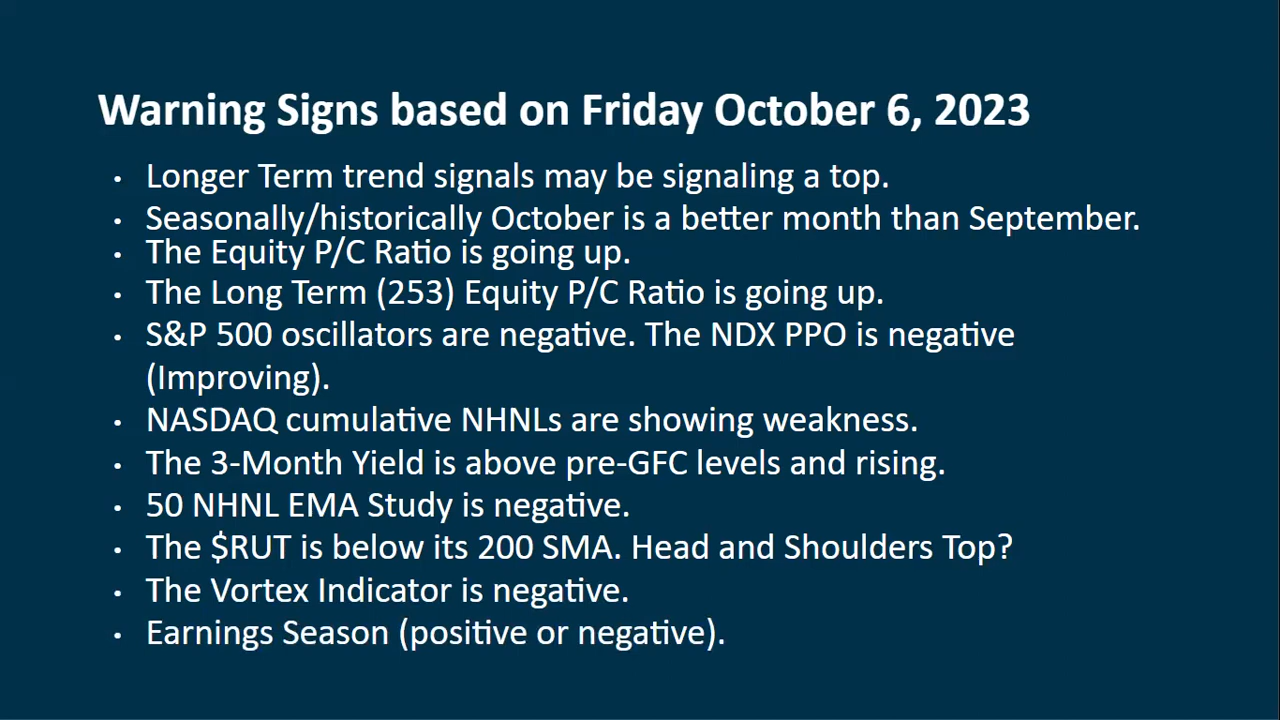 Warning Signs based on Friday October 6, 2023
• Longer Term trend signals may be signaling a top.
• Seasonally/historically October is a better month than September.
• The Equity P/C Ratio is going up.
• The Long Term (253) Equity P/C Ratio is going up.
• S&P 500 oscillators are negative. The NDX PPO is negative
(Improving).
• NASDAQ cumulative NHNLs are showing weakness.
• The 3-Month Yield is above pre-GFC levels and rising.
• 50 NHNL EMA Study is negative.
• The $RUT is below its 200 SMA. Head and Shoulders Top?
• The Vortex Indicator is negative.
• Earnings Season (positive or negative).